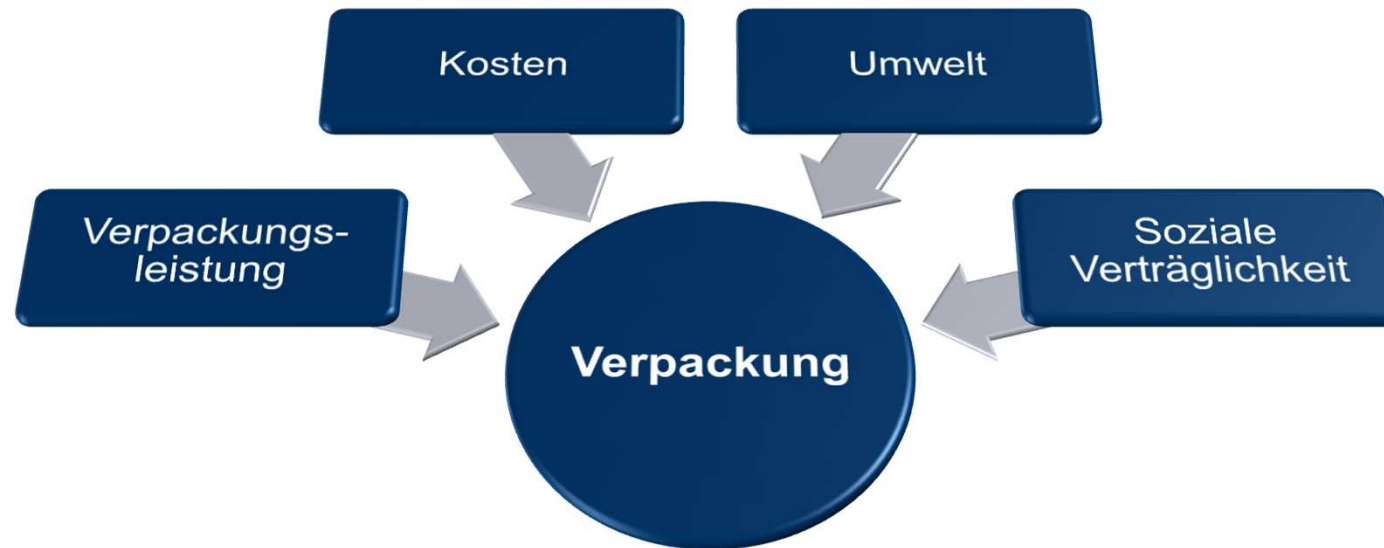 Kosten
Umwelt
Verpackungs-
leistung
Soziale
Verträglichkeit
Verpackung